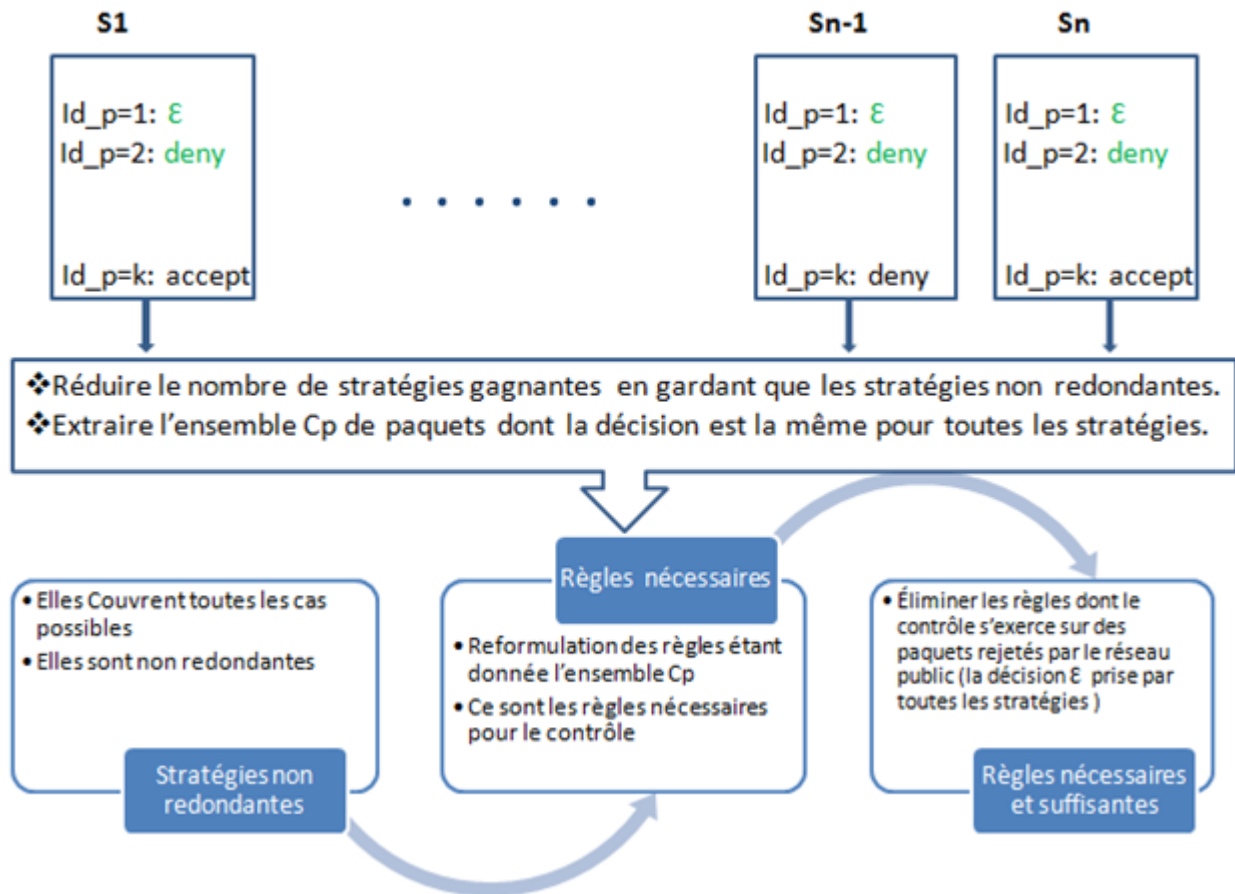 S1
Sn-1
Sn
Id_p=1: Ɛ
Id_p=2: deny
Id_p=k: accept
. . . . . .
Id_p=1: Ɛ
Id_p=2: deny
Id_p=k: deny
Id_p=1: Ɛ
Id_p=2: deny
Id_p=k: accept
❖Réduire le nombre de stratégies gagnantes en gardant que les stratégies non redondantes.
❖Extraire l'ensemble Cp de paquets dont la décision est la même pour toutes les stratégies.
• Elles Couvrent toutes les cas
possibles
• Elles sont non redondantes
Stratégies non
redondantes
Règles nécessaires
• Reformulation des règles étant
donnée l'ensemble Cp
• Ce sont les règles nécessaires
pour le contrôle
• Éliminer les règles dont le
contrôle s'exerce sur des
paquets rejetés par le réseau
public (la décision Ɛ prise par
toutes les stratégies )
Règles nécessaires
et suffisantes